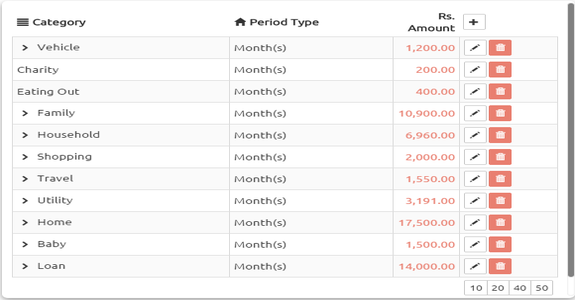 Category Period Type Rs. Amount +
> Vehicle Month(s) 1,200.00
Charity Month(s) 200.00
Eating Out Month(s) 400.00
> Family Month(s) 10,900.00
> Household Month(s) 6,960.00
> Shopping Month(s) 2,000.00
> Travel Month(s) 1,550.00
> Utility Month(s) 3,191.00
> Home Month(s) 17,500.00
> Baby Month(s) 1,500.00
> Loan Month(s) 14,000.00
10 20 40 50